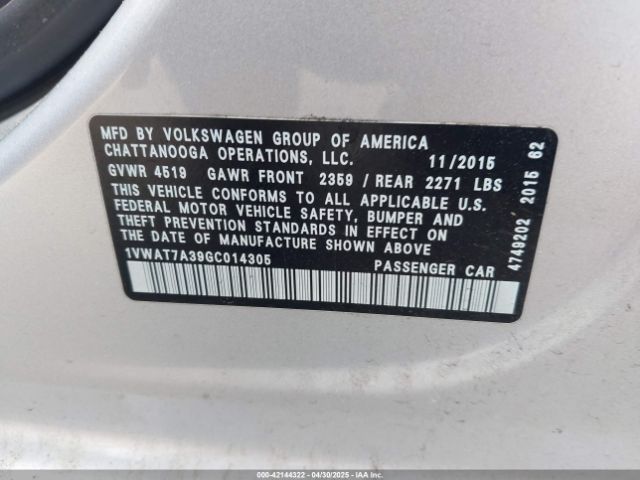 MFD BY VOLKSWAGEN GROUP OF AMERICA
CHATTANOOGA OPERATIONS, LLC. 11/2015
GVWR 4519 GAWR FRONT 2359 / REAR 2271 LBS
THIS VEHICLE CONFORMS TO ALL APPLICABLE U.S.
FEDERAL MOTOR VEHICLE SAFETY, BUMPER AND
THEFT PREVENTION STANDARDS IN EFFECT ON
THE DATE OF MANUFACTURE SHOWN ABOVE
1VWAT7A39GC014305 PASSENGER CAR
4749202 2015 62
000-42144322 - 04/30/2025 - IAAI.com